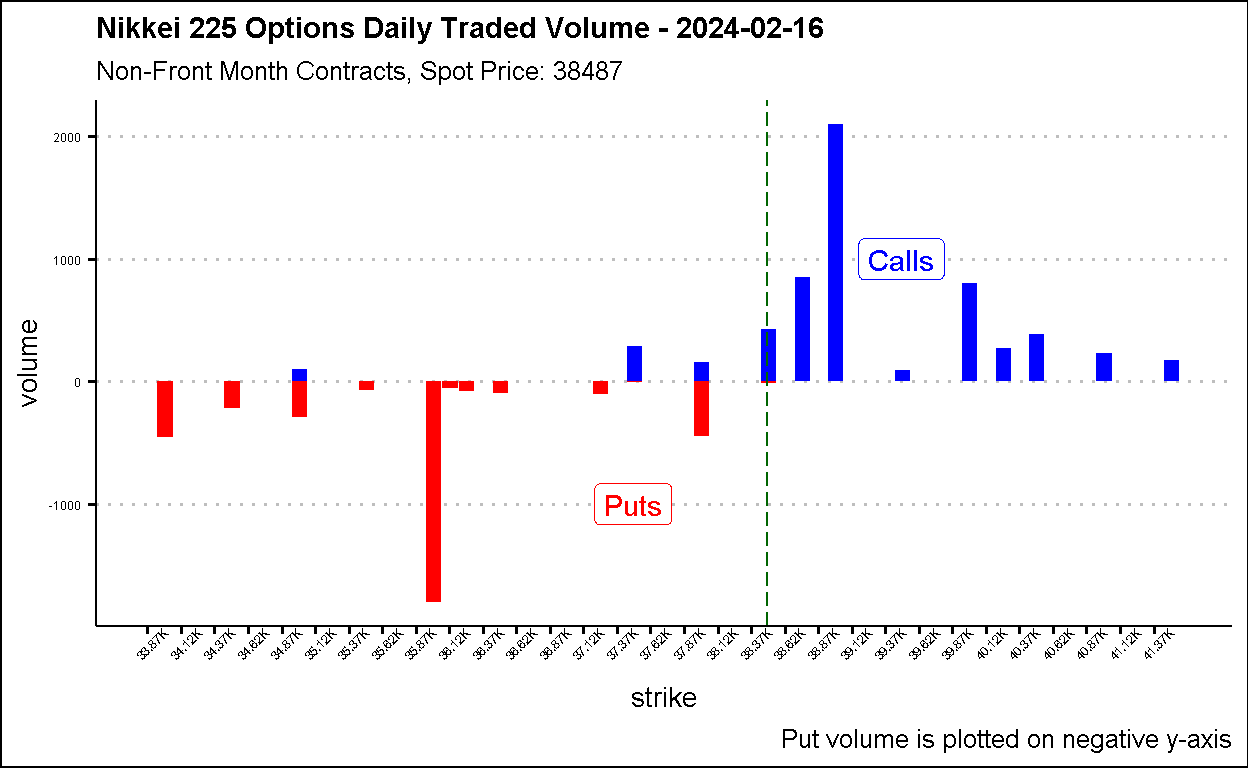 Nikkei 225 Options Daily Traded Volume - 2024-02-16
Non-Front Month Contracts, Spot Price: 38487
volume
2000
1000
0
-1000
Calls
Puts
33.87K 34.12K 34.37K 34.62K 34.87K 35.12K 35.37K 35.62K 35.87K 36.12K 36.37K 36.62K 36.87K 37.12K 37.37K 37.62K 37.87K 38.12K 38.37K 38.62K 38.87K 39.12K 39.37K 39.62K 39.87K 40.12K 40.37K 40.62K 40.87K 41.12K 41.37K
strike
Put volume is plotted on negative y-axis